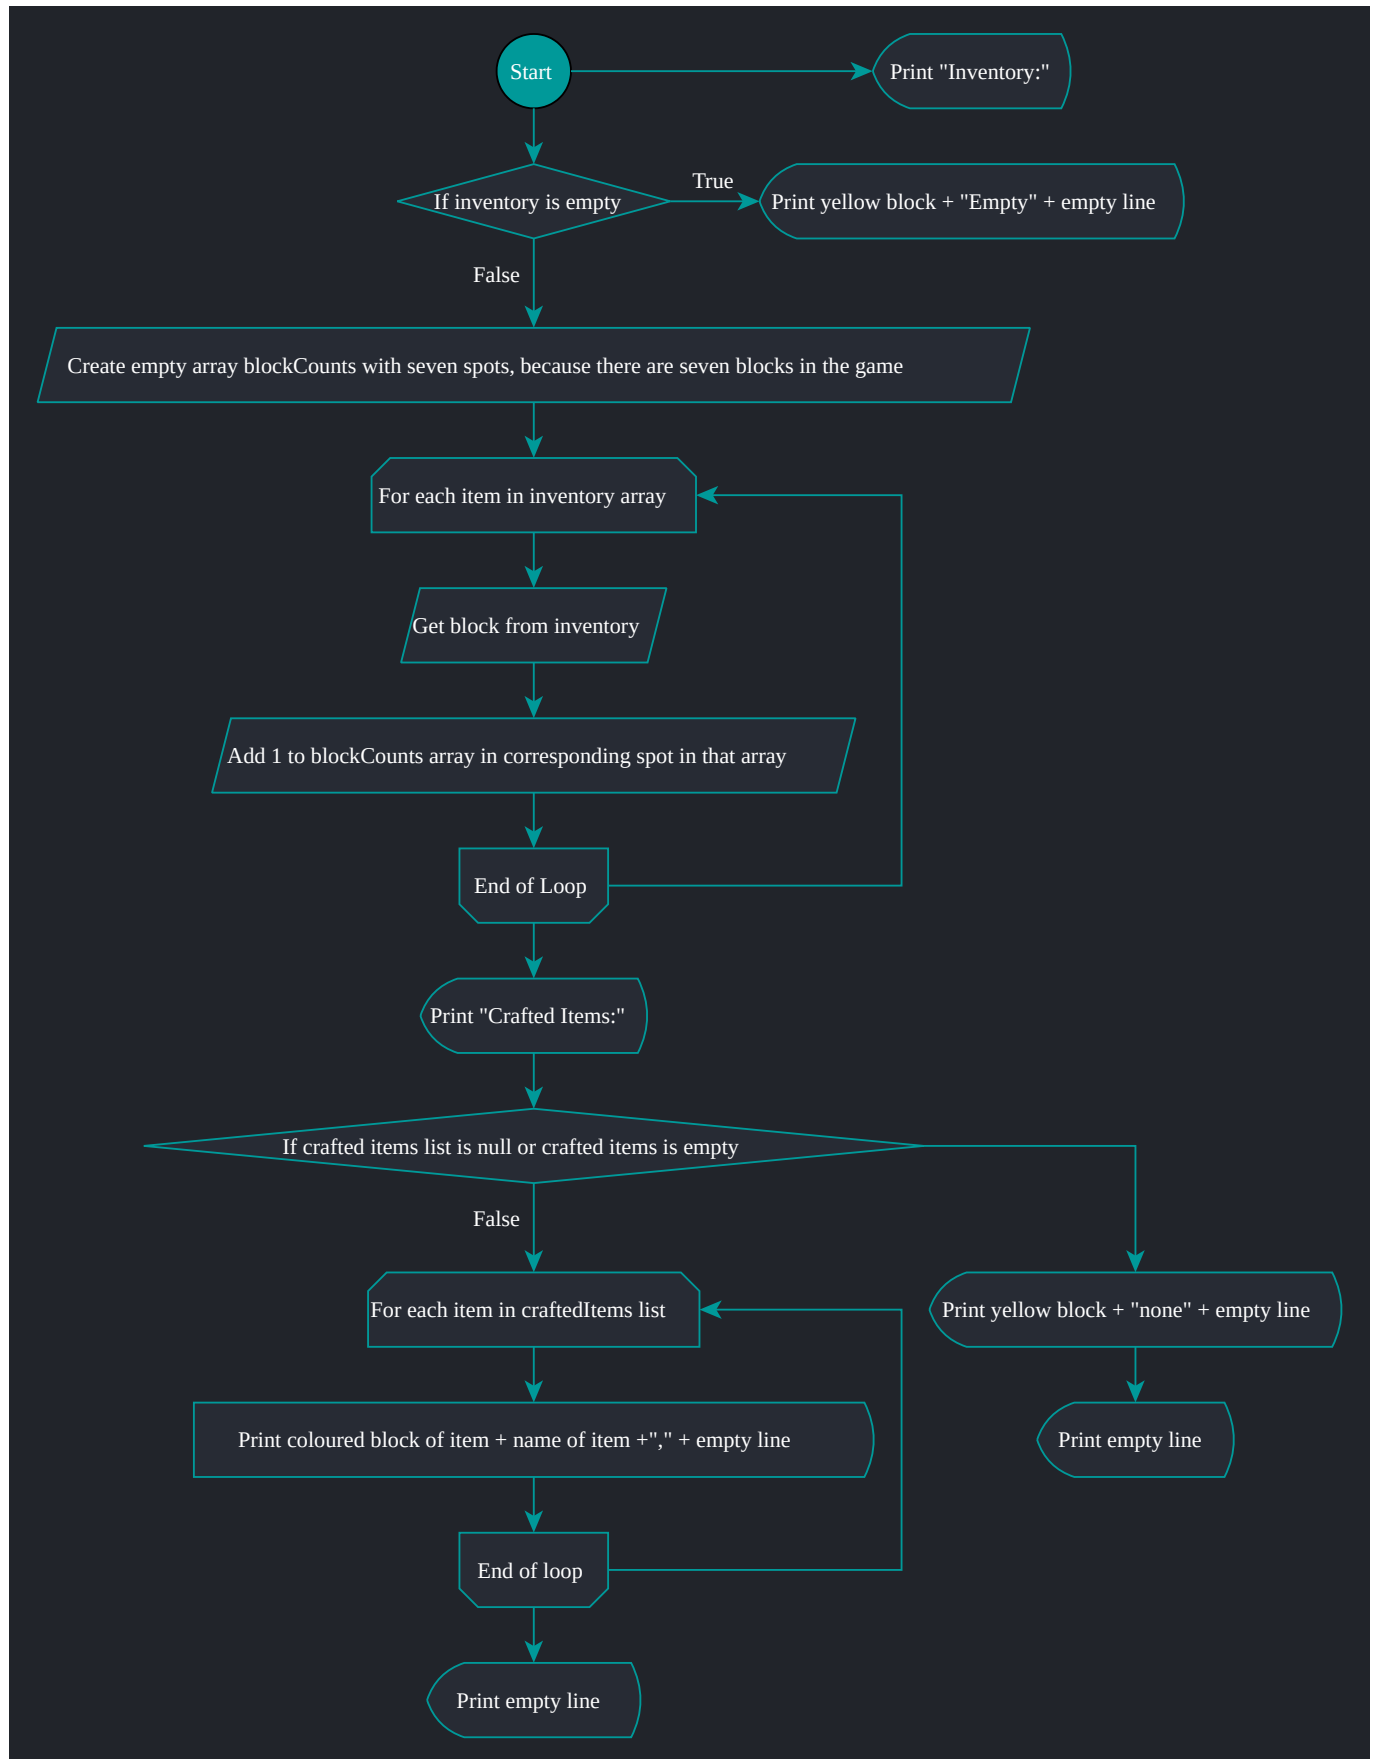 Start
Print "Inventory:"
True
If inventory is empty
Print yellow block + "Empty" + empty line
False
Create empty array blockCounts with seven spots, because there are seven blocks in the game
For each item in inventory array
Get block from inventory
Add 1 to blockCounts array in corresponding spot in that array
End of Loop
Print "Crafted Items:"
If crafted items list is null or crafted items is empty
False
For each item in craftedItems list
Print yellow block + "none" + empty line
Print coloured block of item + name of item +"," + empty line
Print empty line
End of loop
Print empty line